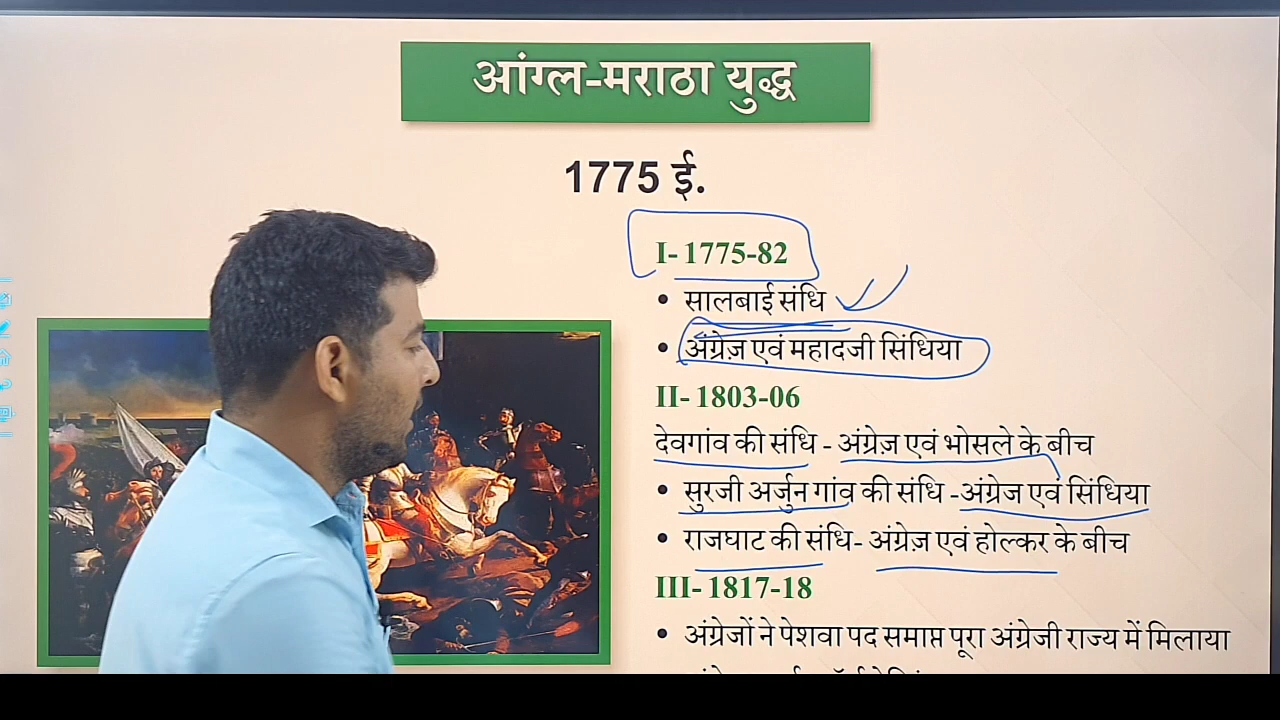 आंग्ल-मराठा युद्ध
1775 ई.
I- 1775-82
• सालबाई संधि
• अंग्रेज़ एवं महादजी सिंधिया
II- 1803-06
देवगांव की संधि - अंग्रेज़ एवं भोसले के बीच
• सुरजी अर्जुन गांव की संधि -अंग्रेज एवं सिंधिया
• राजघाट की संधि- अंग्रेज़ एवं होल्कर के बीच
III- 1817-18
• अंग्रेजों ने पेशवा पद समाप्त पूरा अंग्रेजी राज्य में मिलाया